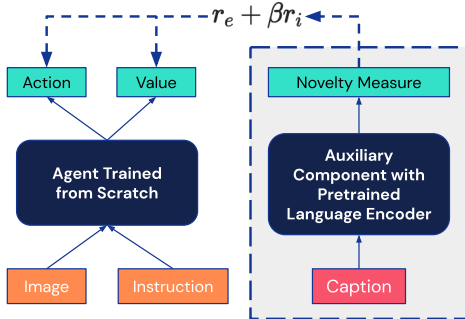 r_e + βr_i
Action
Value
Novelty Measure
Agent Trained
from Scratch
Auxiliary
Component with
Pretrained
Language Encoder
Image
Instruction
Caption